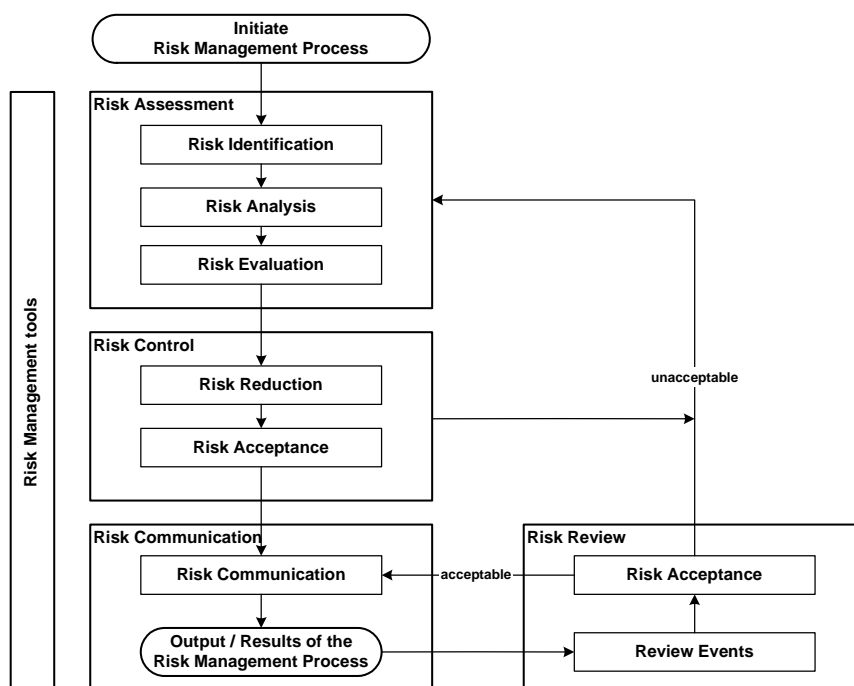 Initiate
Risk Management Process
Risk Management tools
Risk Assessment
Risk Identification
Risk Analysis
Risk Evaluation
Risk Control
Risk Reduction
Risk Acceptance
unacceptable
Risk Communication
Risk Communication
acceptable
Output / Results of the
Risk Management Process
Risk Review
Risk Acceptance
Review Events